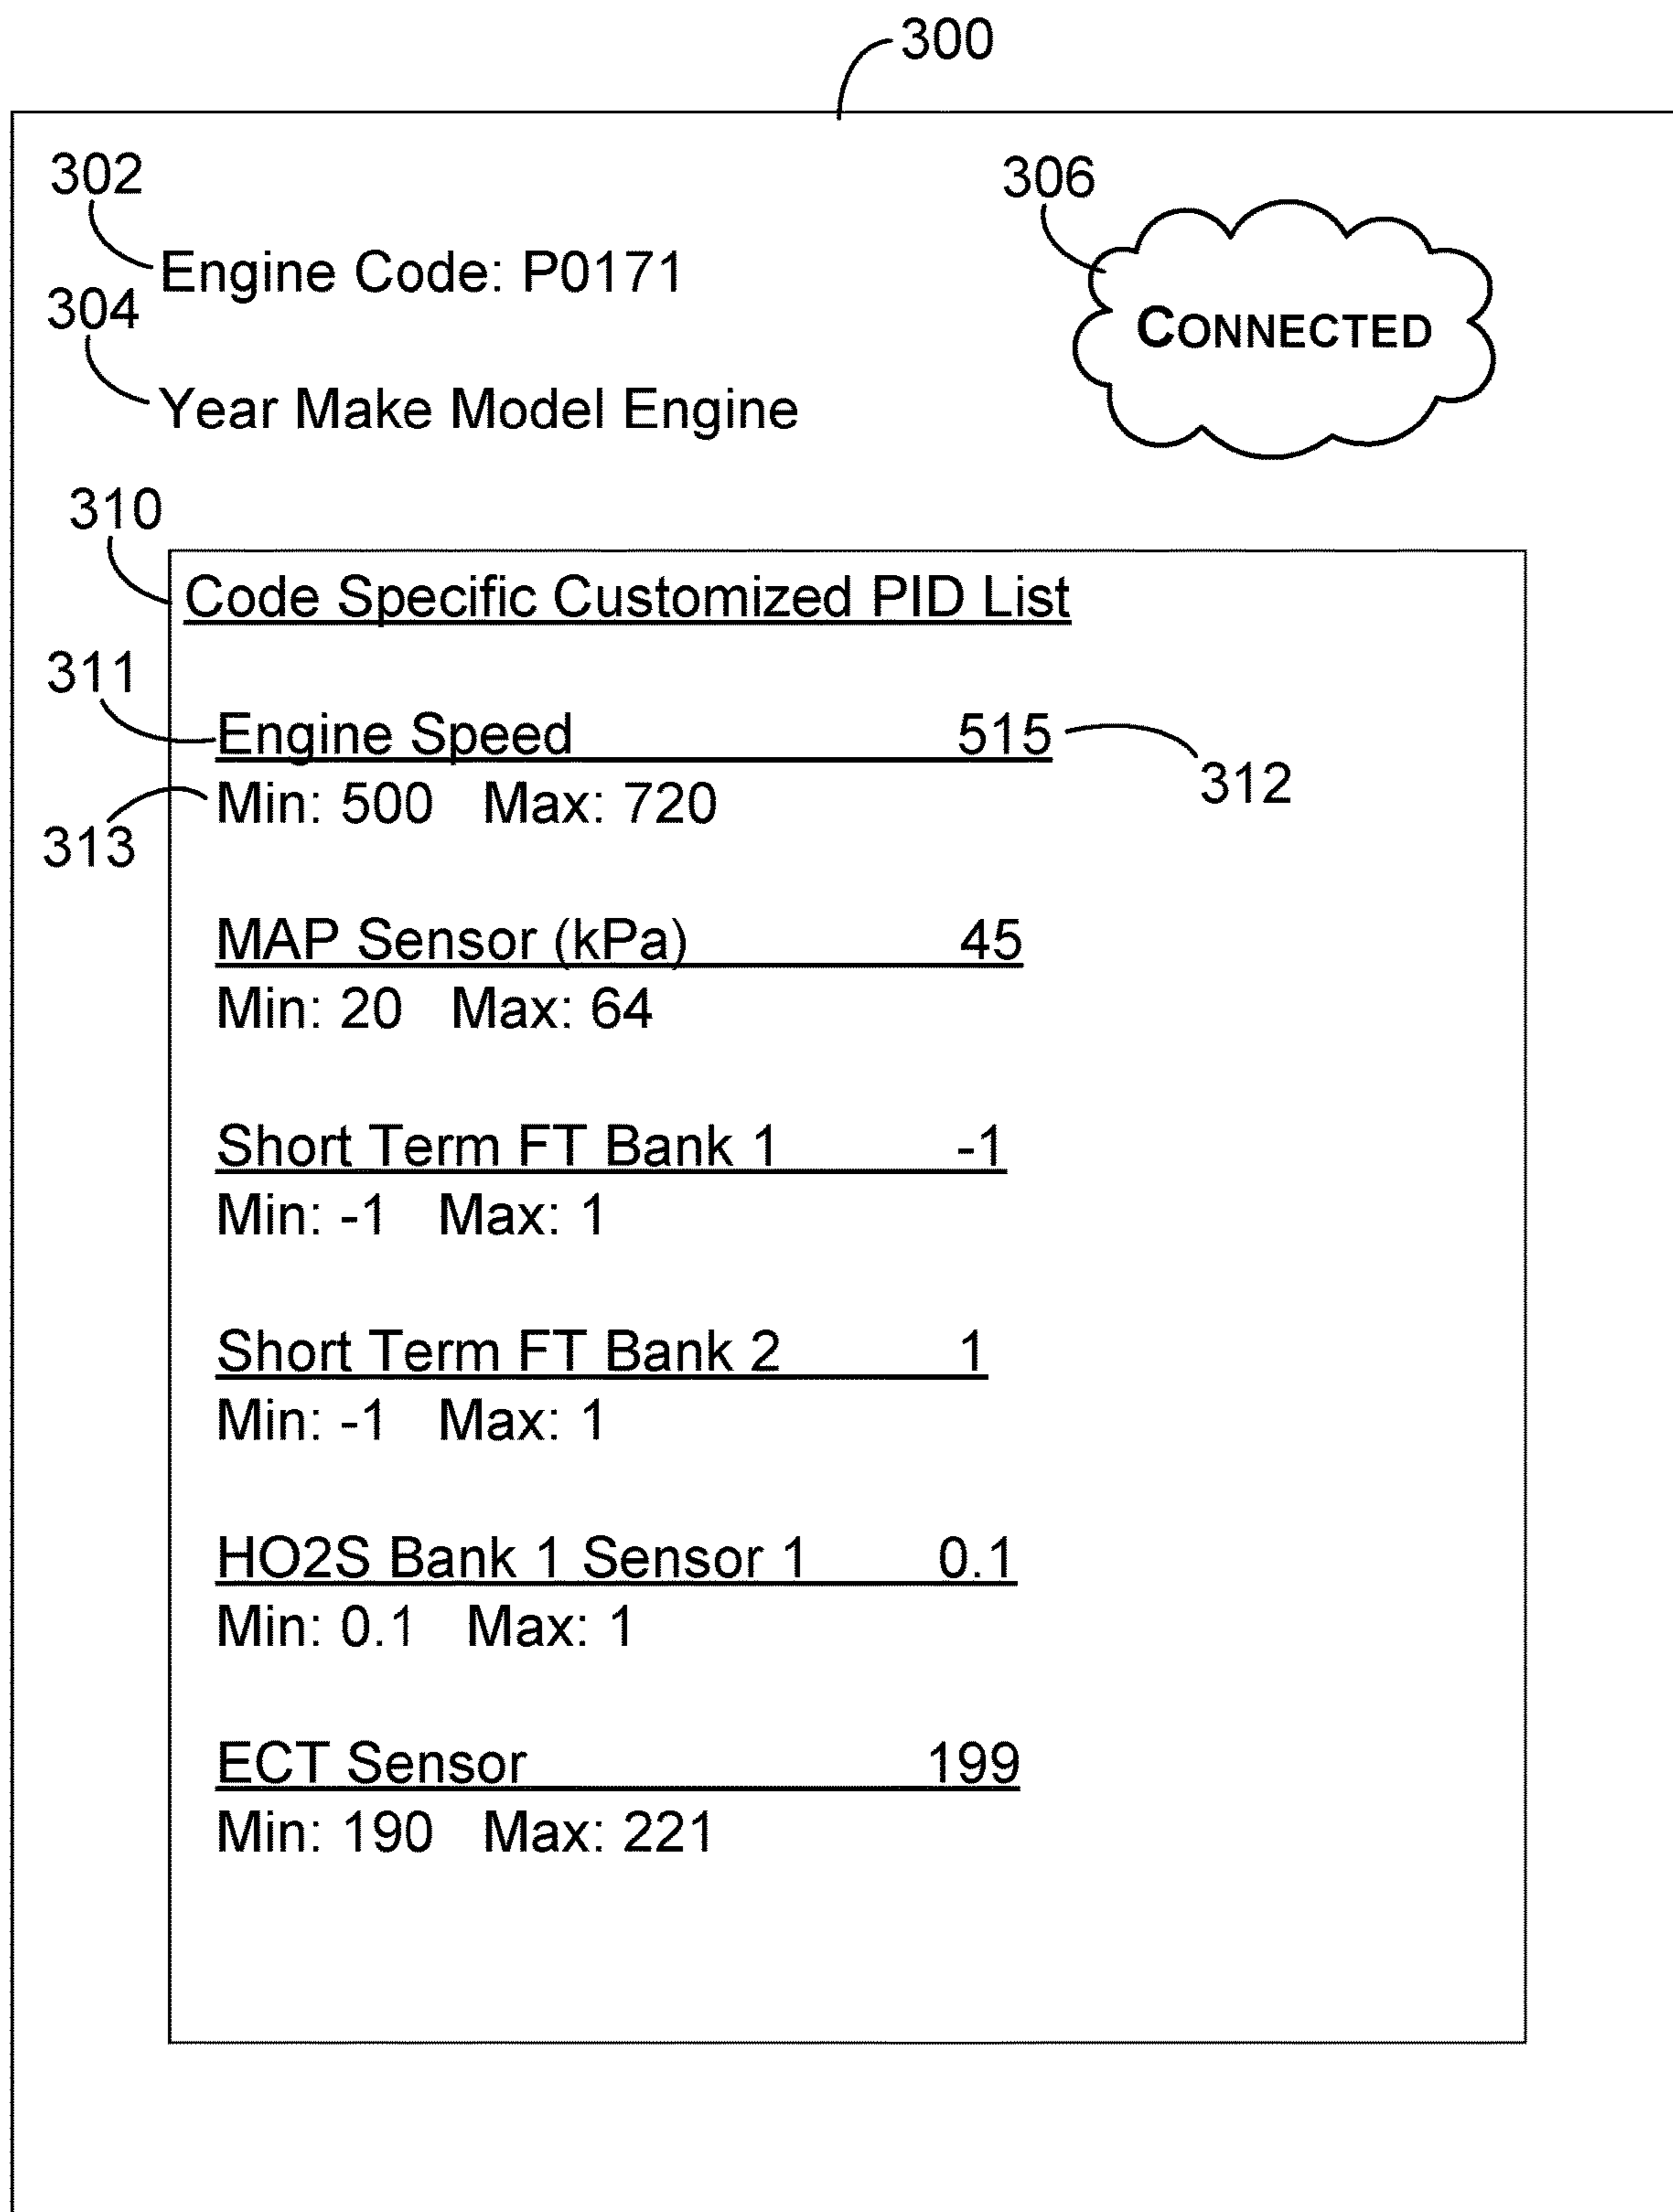 300
302
306
Engine Code: P0171
304
CONNECTED
Year Make Model Engine
310
Code Specific Customized PID List
311
Engine Speed 515
312
313
Min: 500 Max: 720
MAP Sensor (kPa) 45
Min: 20 Max: 64
Short Term FT Bank 1 -1
Min: -1 Max: 1
Short Term FT Bank 2 1
Min: -1 Max: 1
HO2S Bank 1 Sensor 1 0.1
Min: 0.1 Max: 1
ECT Sensor 199
Min: 190 Max: 221